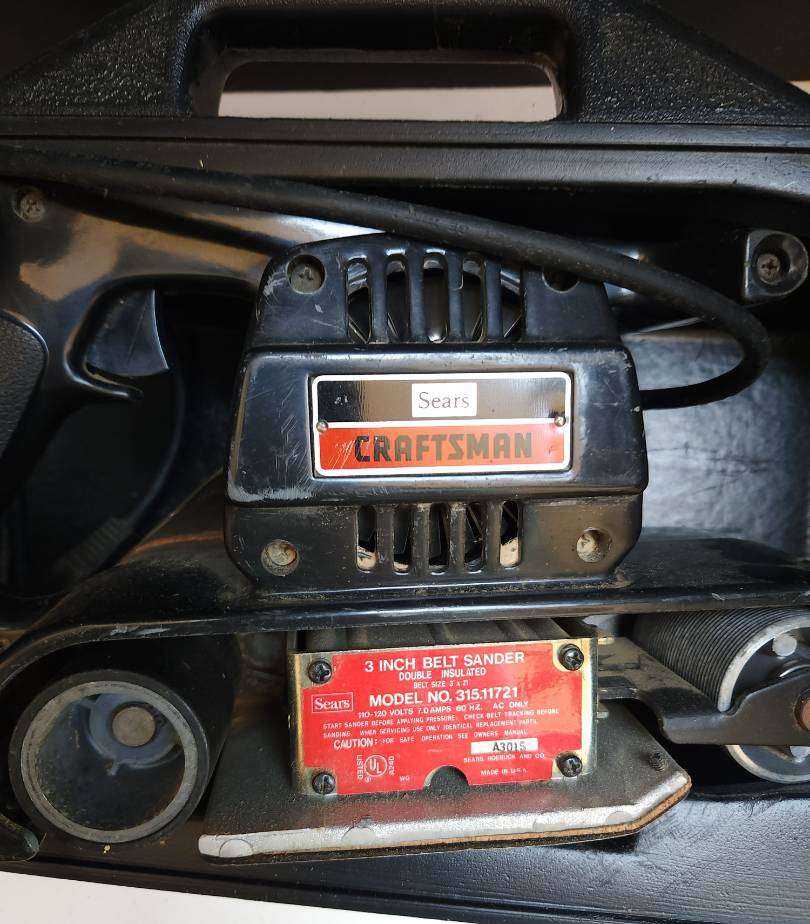 Sears
CRAFTSMAN
3 INCH BELT SANDER
DOUBLE INSULATED
BELT SIZE 3 x 21
Sears MODEL NO. 315.11721
110-120 VOLTS 7.0 AMPS 60 HZ. AC ONLY
START SANDER BEFORE APPLYING PRESSURE. CHECK BELT TRACKING BEFORE
SANDING. WHEN SERVICING USE ONLY IDENTICAL REPLACEMENT PARTS.
CAUTION: FOR SAFE OPERATION SEE OWNERS MANUAL
A3015
SEARS, ROEBUCK AND CO.
LISTED UL
WG
MADE IN U.S.A.